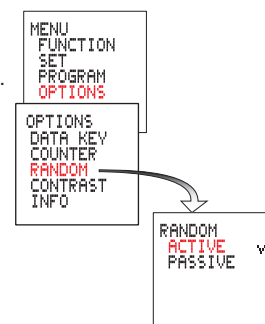 MENU
FUNCTION
SET
PROGRAM
OPTIONS
OPTIONS
DATA KEY
COUNTER
RANDOM
CONTRAST
INFO
RANDOM
ACTIVE
PASSIVE